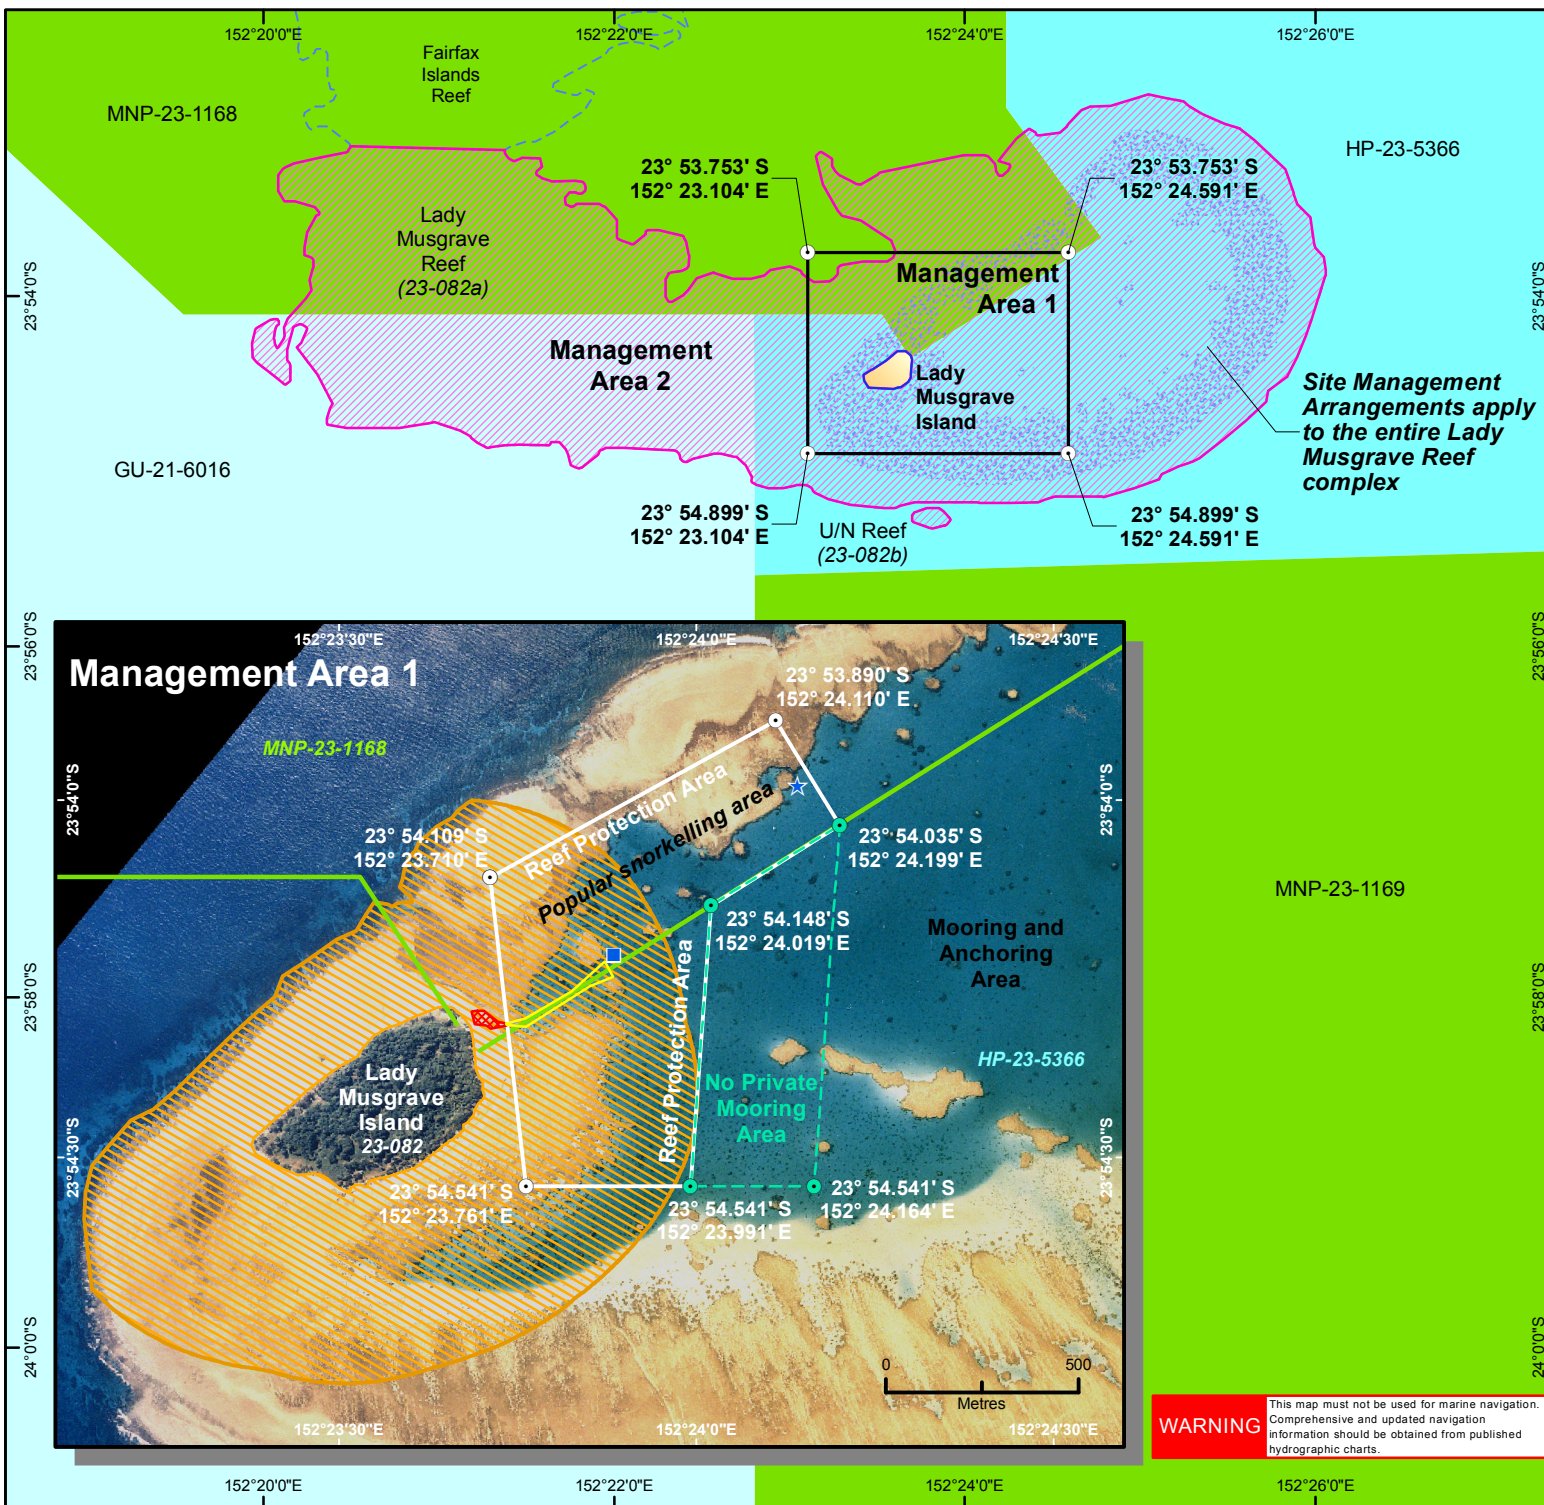 152°20'0"E
152°22'0"E
152°24'0"E
152°26'0"E
Fairfax
Islands
Reef
MNP-23-1168
HP-23-5366
23° 53.753' S
152° 23.104' E
23° 53.753' S
152° 24.591' E
Lady
Musgrave
Reef
(23-082a)
Management
Area 1
23°54'0"S
23°54'0"S
Management
Area 2
Lady
Musgrave
Island
Site Management
Arrangements apply
to the entire Lady
Musgrave Reef
complex
GU-21-6016
23° 54.899' S
152° 23.104' E
U/N Reef
(23-082b)
23° 54.899' S
152° 24.591' E
23°56'0"S
23°56'0"S
152°23'30"E
152°24'0"E
152°24'30"E
Management Area 1
23° 53.890' S
152° 24.110' E
MNP-23-1168
23°54'0"S
23°54'0"S
Reef Protection Area
Popular snorkelling area
23° 54.109' S
152° 23.710' E
23° 54.035' S
152° 24.199' E
MNP-23-1169
23° 54.148' S
152° 24.019' E
Mooring and
Anchoring
Area
Reef Protection Area
23°58'0"S
23°58'0"S
HP-23-5366
Lady
Musgrave
Island
23-082
No Private
Mooring
Area
23°54'30"S
23°54'30"S
23° 54.541' S
152° 23.761' E
23° 54.541' S
152° 23.991' E
23° 54.541' S
152° 24.164' E
24°0'0"S
24°0'0"S
0
500
Metres
152°23'30"E
152°24'0"E
152°24'30"E
WARNING
This map must not be used for marine navigation.
Comprehensive and updated navigation
information should be obtained from published
hydrographic charts.
152°20'0"E
152°22'0"E
152°24'0"E
152°26'0"E